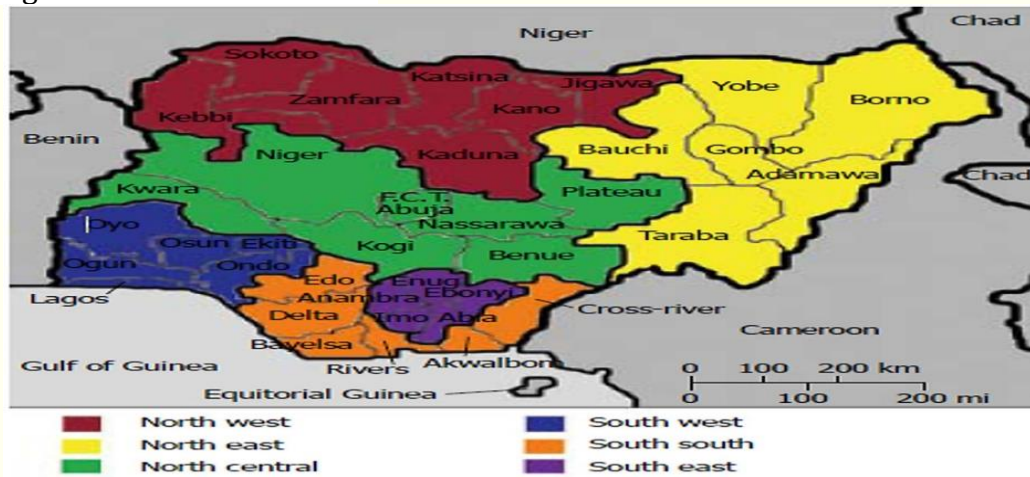 Chad
Niger
Sokoto
Katsina
Jigawa
Yobe
Borno
Zamfara
Kano
Kebbi
Benin
Bauchi
Gombo
Niger
Kaduna
Adamawa
Chad
Kwara
Plateau
F.C.T.
Abuja
Nassarawa
Oyo
Taraba
Osun
Ekiti
Kogi
Benue
Ogun
Ondo
Edo
Enug
Lagos
Anambra
Ebonyi
Cross-river
Delta
Imo
Abia
Cameroon
Bayelsa
Gulf of Guinea
Rivers
Akwalbom
0 100 200 km
Equitorial Guinea
0 100 200 mi
North west
South west
North east
South south
North central
South east